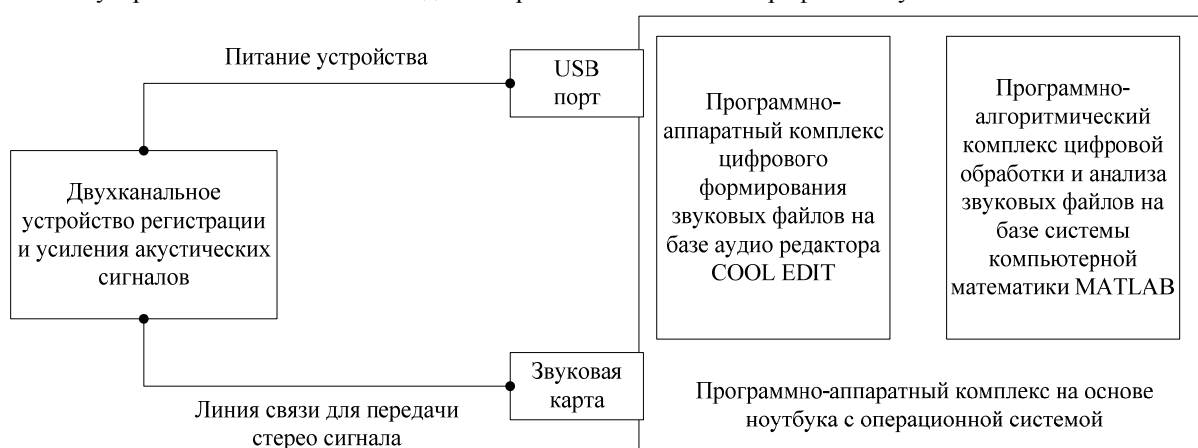 Питание устройства
USB
порт
Двухканальное
устройство регистрации
и усиления акустических
сигналов
Звуковая
карта
Линия связи для передачи
стерео сигнала
Программно-
аппаратный комплекс
цифрового
формирования
звуковых файлов на
базе аудио редактора
COOL EDIT
Программно-
алгоритмический
комплекс цифровой
обработки и анализа
звуковых файлов на
базе системы
компьютерной
математики MATLAB
Программно-аппаратный комплекс на основе
ноутбука с операционной системой